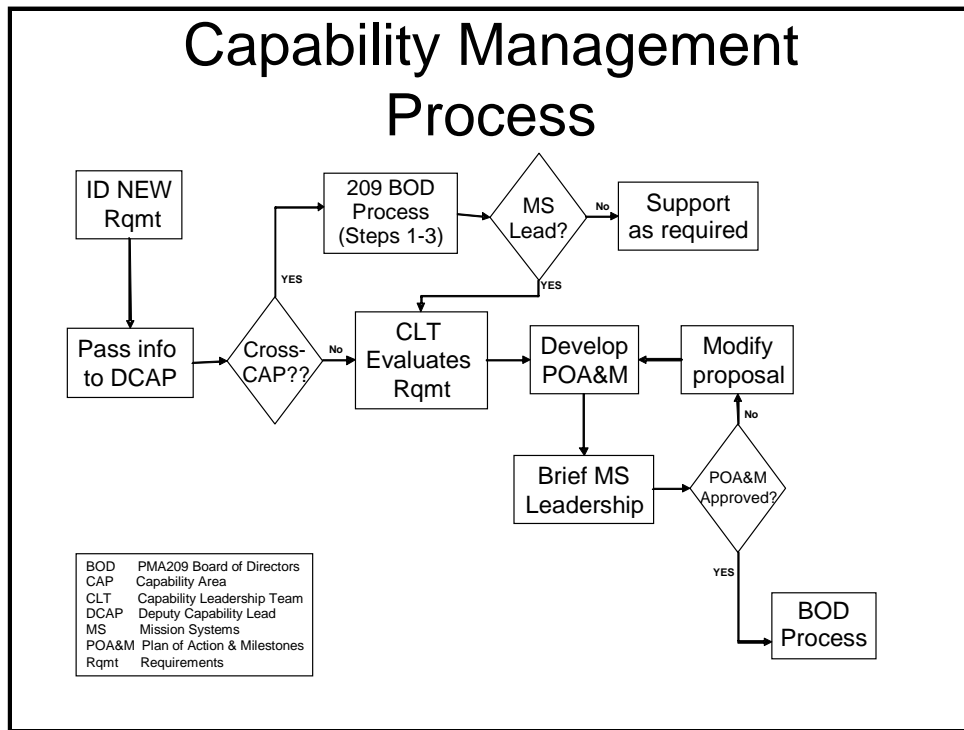 Capability Management
Process
ID NEW
Rqmt
209 BOD
Process
(Steps 1-3)
MS
Lead?
No
Support
as required
YES
YES
Pass info
to DCAP
Cross-
CAP??
No
CLT
Evaluates
Rqmt
Develop
POA&M
Modify
proposal
No
Brief MS
Leadership
POA&M
Approved?
YES
BOD
Process
BOD PMA209 Board of Directors
CAP Capability Area
CLT Capability Leadership Team
DCAP Deputy Capability Lead
MS Mission Systems
POA&M Plan of Action & Milestones
Rqmt Requirements